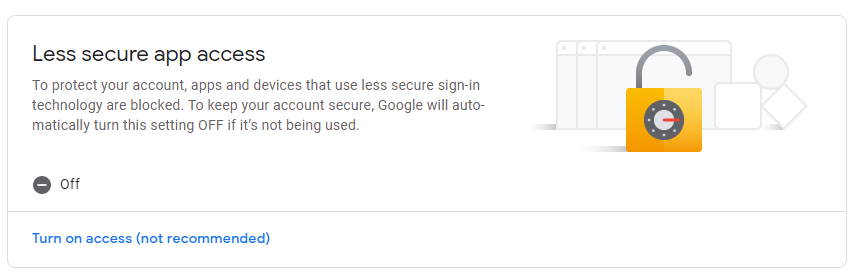 Less secure app access
To protect your account, apps and devices that use less secure sign-in
technology are blocked. To keep your account secure, Google will auto-
matically turn this setting OFF if it’s not being used.
Off
Turn on access (not recommended)